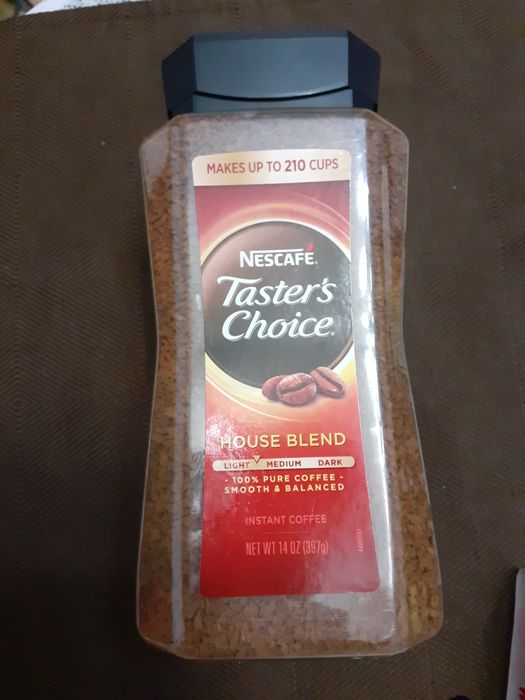 MAKES UP TO 210 CUPS
NESCAFÉ
Taster's
Choice
HOUSE BLEND
LIGHT MEDIUM DARK
- 100% PURE COFFEE -
SMOOTH & BALANCED
INSTANT COFFEE
NET WT 14 OZ (397g)